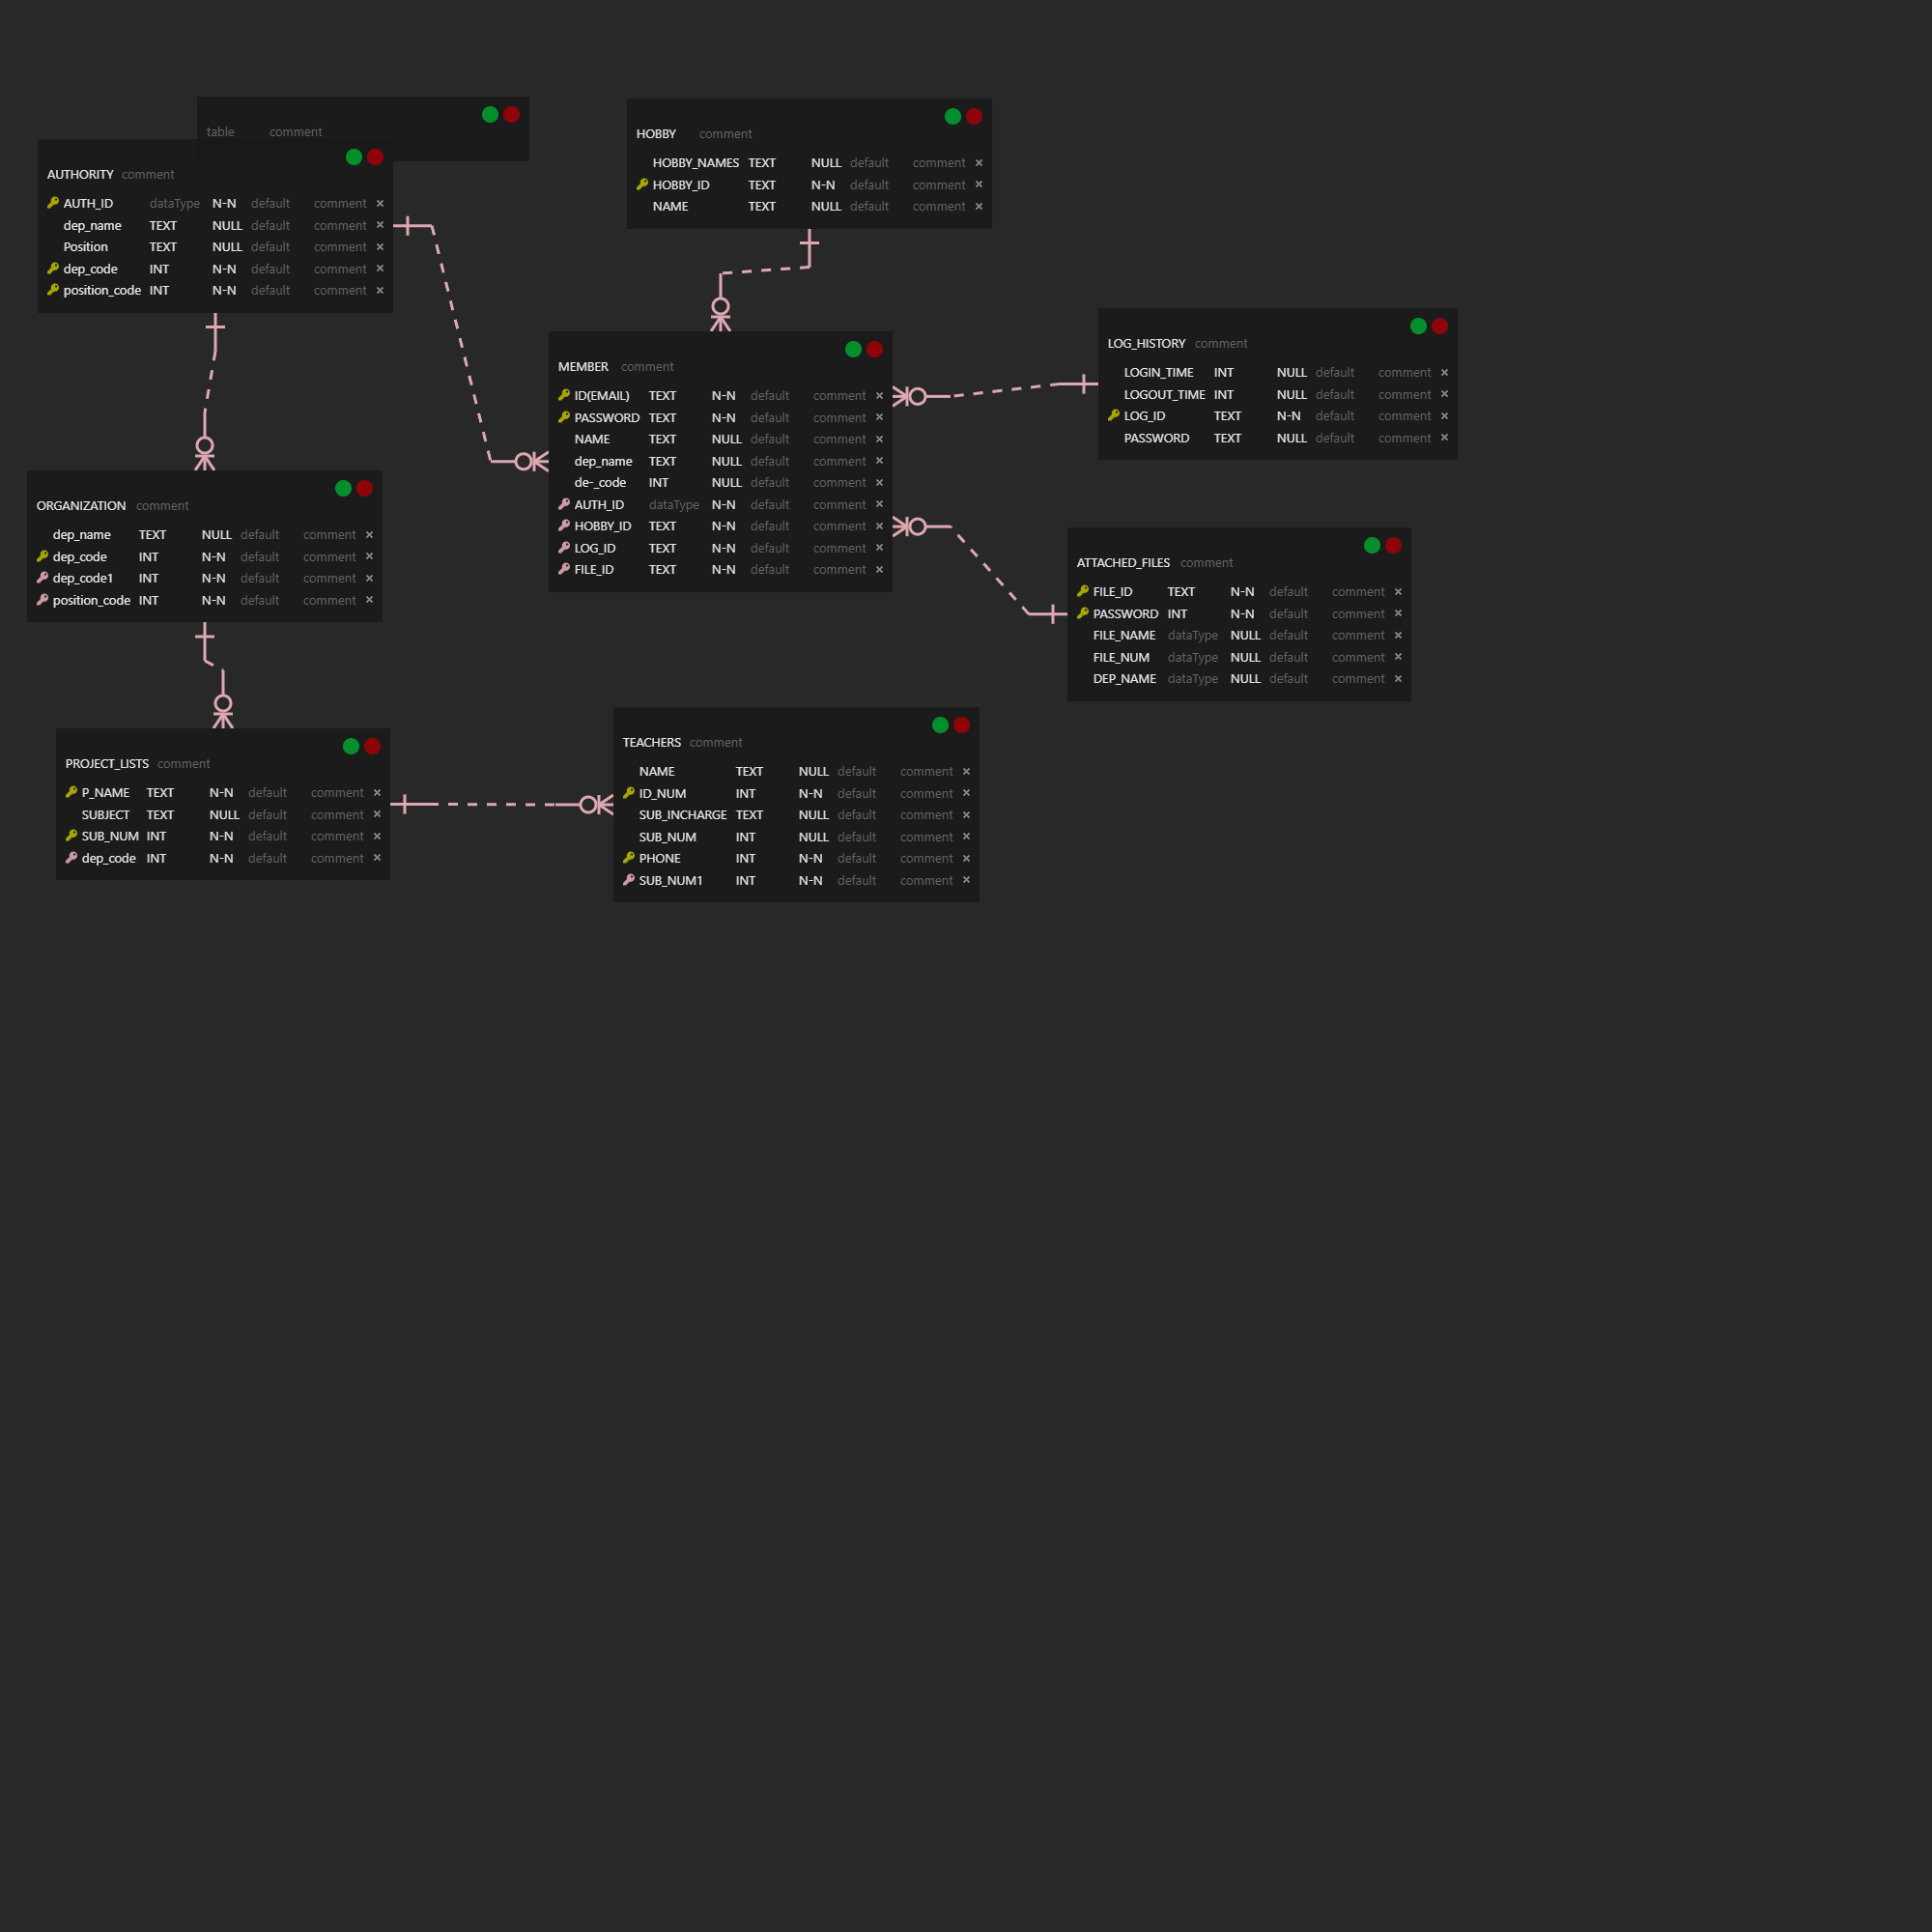 table comment
AUTHORITY comment
AUTH_ID dataType N-N default comment ×
dep_name TEXT NULL default comment ×
Position TEXT NULL default comment ×
dep_code INT N-N default comment ×
position_code INT N-N default comment ×
HOBBY comment
HOBBY_NAMES TEXT NULL default comment ×
HOBBY_ID TEXT N-N default comment ×
NAME TEXT NULL default comment ×
MEMBER comment
ID(EMAIL) TEXT N-N default comment ×
PASSWORD TEXT N-N default comment ×
NAME TEXT NULL default comment ×
dep_name TEXT NULL default comment ×
de-_code INT NULL default comment ×
AUTH_ID dataType N-N default comment ×
HOBBY_ID TEXT N-N default comment ×
LOG_ID TEXT N-N default comment ×
FILE_ID TEXT N-N default comment ×
LOG_HISTORY comment
LOGIN_TIME INT NULL default comment ×
LOGOUT_TIME INT NULL default comment ×
LOG_ID TEXT N-N default comment ×
PASSWORD TEXT NULL default comment ×
ORGANIZATION comment
dep_name TEXT NULL default comment ×
dep_code INT N-N default comment ×
dep_code1 INT N-N default comment ×
position_code INT N-N default comment ×
ATTACHED_FILES comment
FILE_ID TEXT N-N default comment ×
PASSWORD INT N-N default comment ×
FILE_NAME dataType NULL default comment ×
FILE_NUM dataType NULL default comment ×
DEP_NAME dataType NULL default comment ×
PROJECT_LISTS comment
P_NAME TEXT N-N default comment ×
SUBJECT TEXT NULL default comment ×
SUB_NUM INT N-N default comment ×
dep_code INT N-N default comment ×
TEACHERS comment
NAME TEXT NULL default comment ×
ID_NUM INT N-N default comment ×
SUB_INCHARGE TEXT NULL default comment ×
SUB_NUM INT NULL default comment ×
PHONE INT N-N default comment ×
SUB_NUM1 INT N-N default comment ×